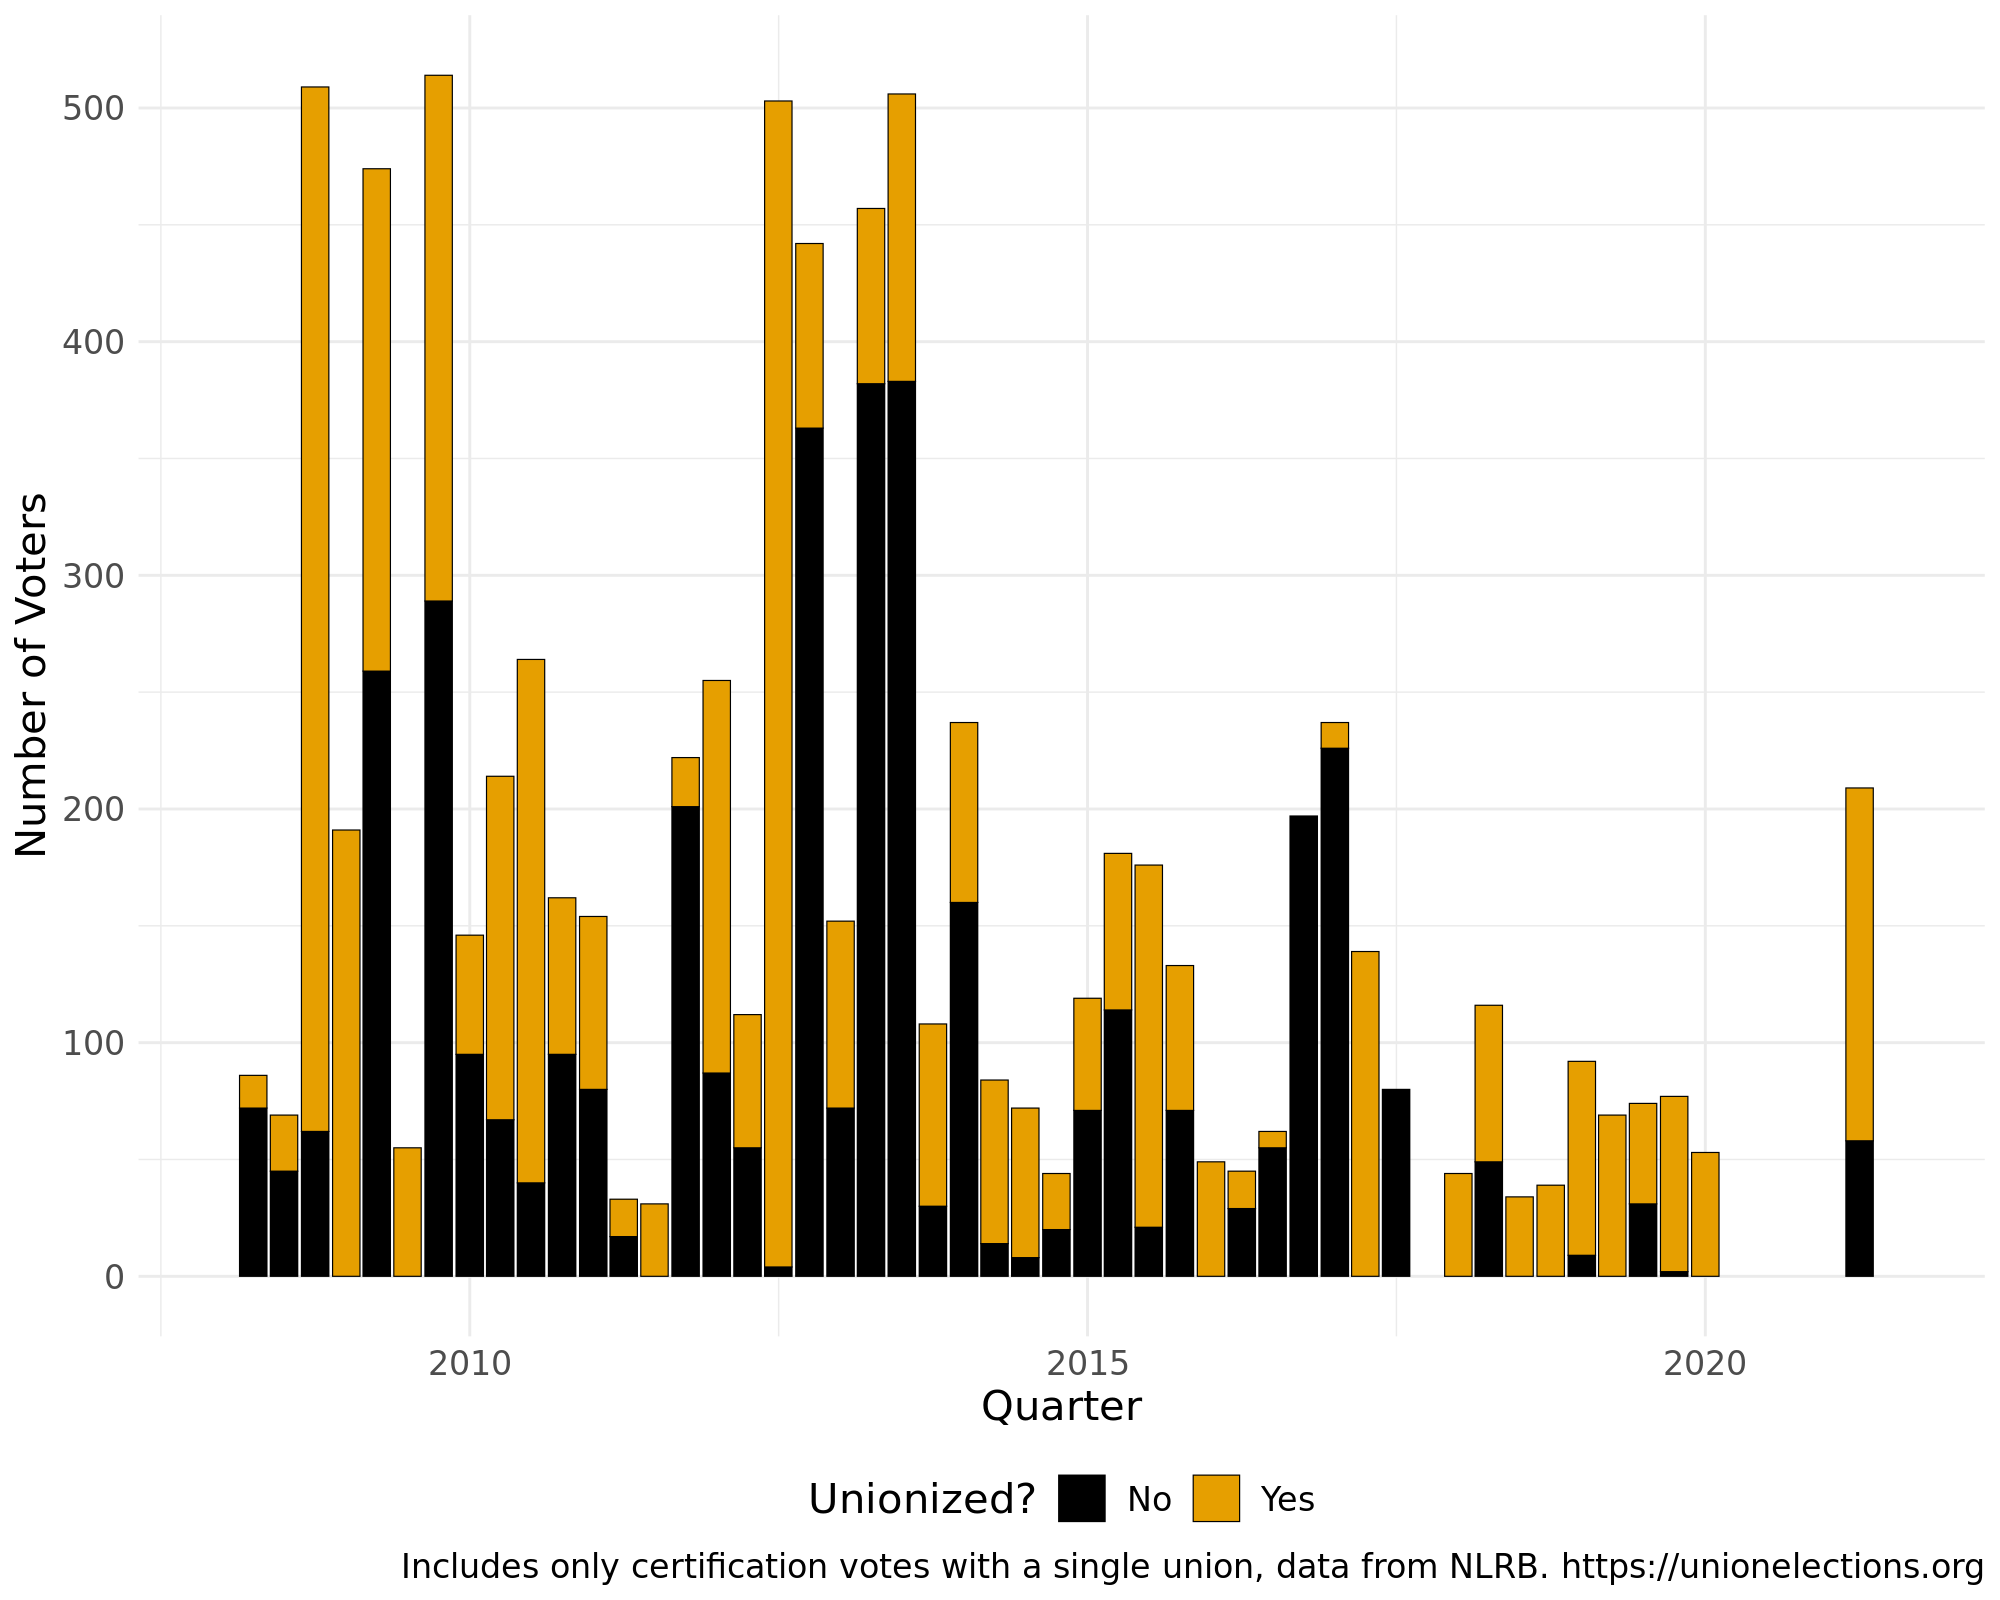 500
400
300
200
100
0
Number of Voters
2010 2015 2020
Quarter
Unionized? No Yes
Includes only certification votes with a single union, data from NLRB. https://unionelections.org